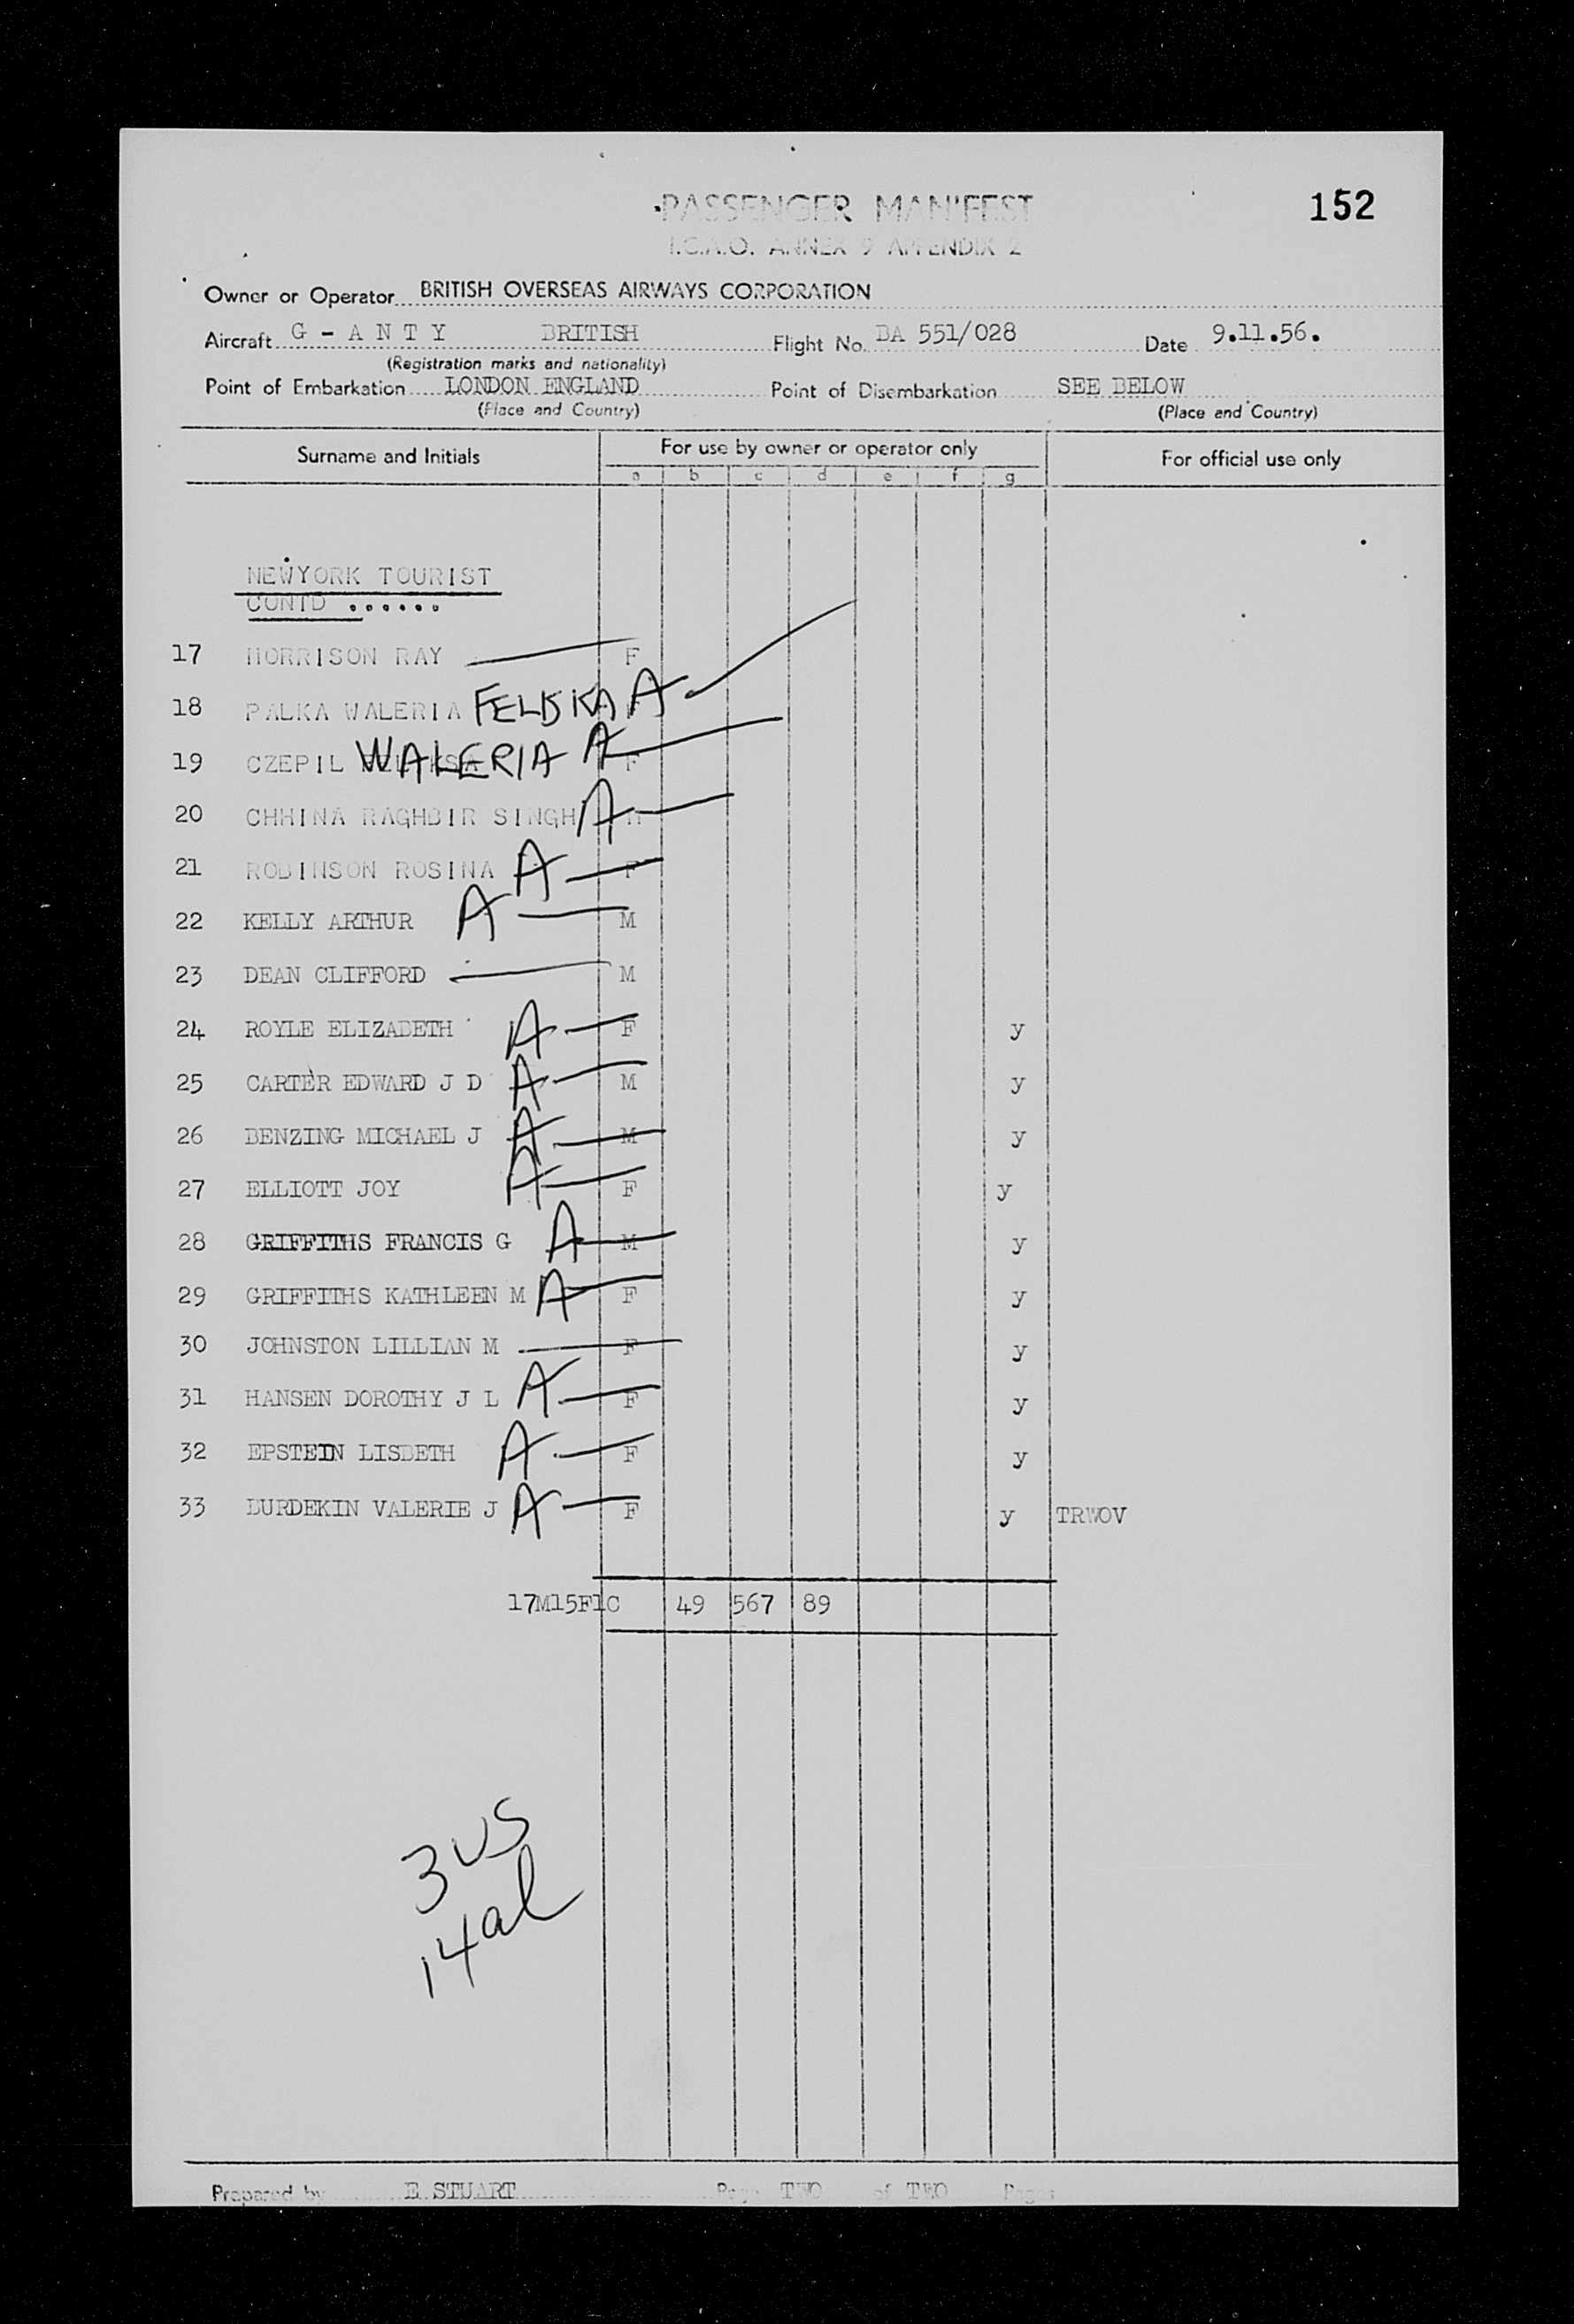 PASSENGER MANIFEST
152
I.C.A.O. ANNEX 9 APPENDIX 2
Owner or Operator BRITISH OVERSEAS AIRWAYS CORPORATION
Aircraft G - A N T Y BRITISH Flight No. BA 551/028 Date 9.11.56.
(Registration marks and nationality)
Point of Embarkation LONDON ENGLAND Point of Disembarkation SEE BELOW
(Place and Country) (Place and Country)
Surname and Initials For use by owner or operator only For official use only
a b c d e f g
NEWYORK TOURIST
CONTD ......
17 MORRISON RAY F
18 PALKA WALERIA A
19 CZEPIL WALERIA A F
20 CHHINA RAGHBIR SINGH A M
21 ROBINSON ROSINA A F
22 KELLY ARTHUR A M
23 DEAN CLIFFORD M
24 ROYLE ELIZABETH A F y
25 CARTER EDWARD J D A M y
26 BENZING MICHAEL J A M y
27 ELLIOTT JOY A F y
28 GRIFFITHS FRANCIS G A M y
29 GRIFFITHS KATHLEEN M A F y
30 JOHNSTON LILLIAN M F y
31 HANSEN DOROTHY J L A F y
32 EPSTEIN LISBETH A F y
33 BURDEKIN VALERIE J A F y TRWOV
17M15F1C 49 567 89
3 US
14 al
Prepared by E STUART Page TWO of TWO Pages